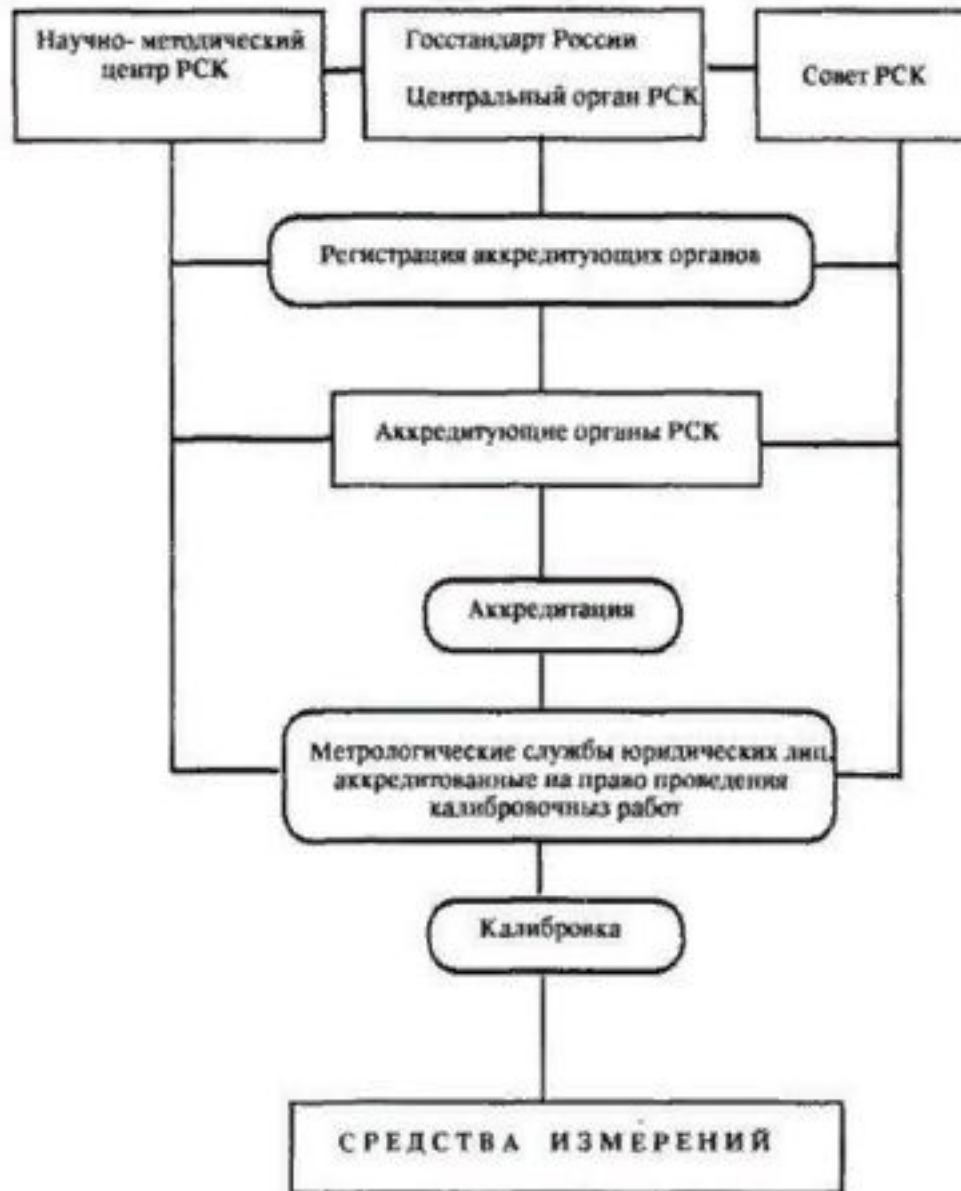 Научно- методический
центр РСК
Госстандарт России
Центральный орган РСК
Совет РСК
Регистрация аккредитующих органов
Аккредитующие органы РСК
Аккредитация
Метрологические службы юридических лиц,
аккредитованные на право проведения
калибровочныз работ
Калибровка
СРЕДСТВА ИЗМЕРЕНИЙ